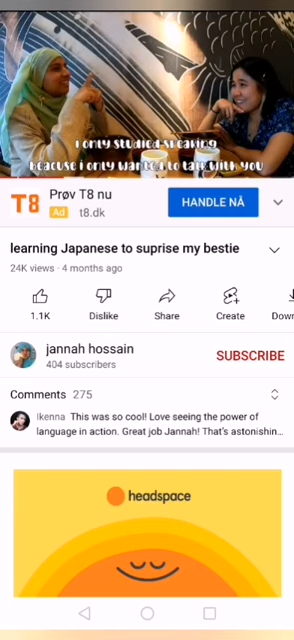 I only studied speaking
beacuse i only wanted to talk with you
T8
Prøv T8 nu
Ad t8.dk
HANDLE NÅ
learning Japanese to suprise my bestie
24K views · 4 months ago
1.1K
Dislike
Share
Create
Down
jannah hossain
404 subscribers
SUBSCRIBE
Comments 275
Ikenna This was so cool! Love seeing the power of
language in action. Great job Jannah! That's astonishin...
headspace